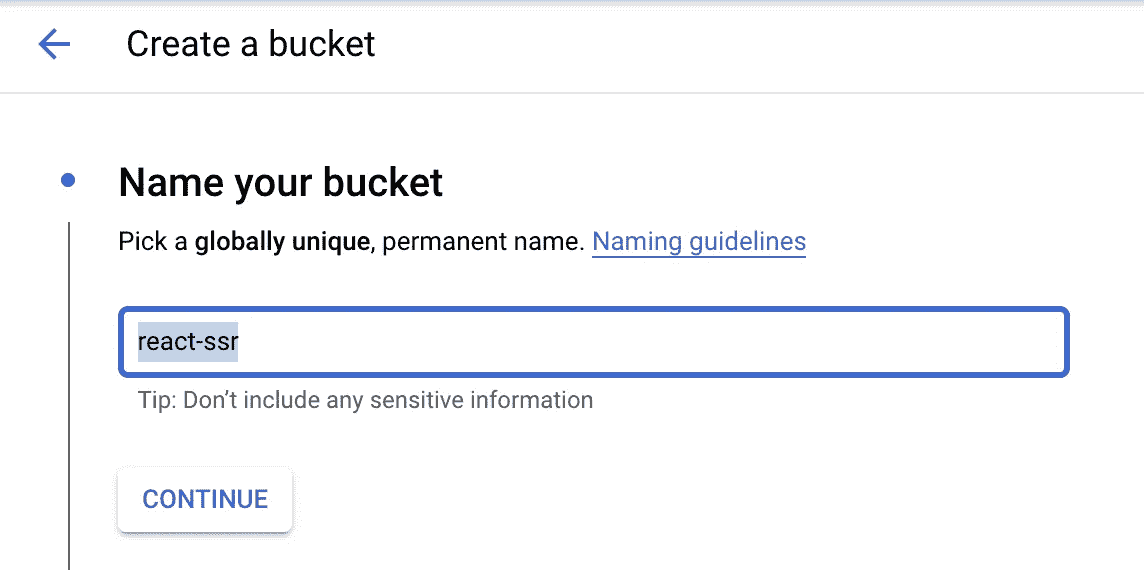 Create a bucket
Name your bucket
Pick a globally unique, permanent name. Naming guidelines
react-ssr
Tip: Don’t include any sensitive information
CONTINUE